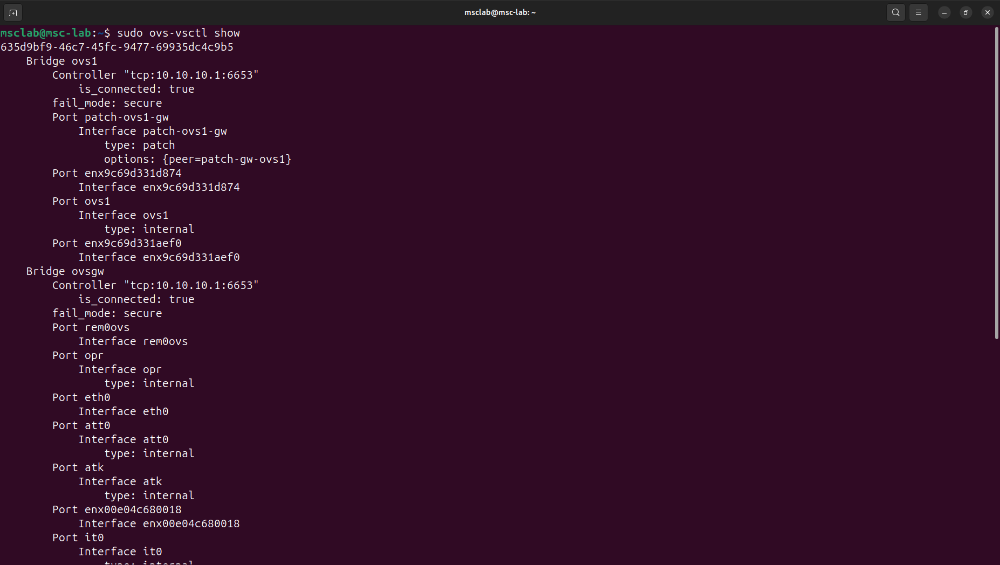 msclab@msc-lab: ~
msclab@msc-lab:~$ sudo ovs-vsctl show
635d9bf9-46c7-45fc-9477-69935dc4c9b5
    Bridge ovs1
        Controller "tcp:10.10.10.1:6653"
            is_connected: true
        fail_mode: secure
        Port patch-ovs1-gw
            Interface patch-ovs1-gw
                type: patch
                options: {peer=patch-gw-ovs1}
        Port enx9c69d331d874
            Interface enx9c69d331d874
        Port ovs1
            Interface ovs1
                type: internal
        Port enx9c69d331aef0
            Interface enx9c69d331aef0
    Bridge ovsgw
        Controller "tcp:10.10.10.1:6653"
            is_connected: true
        fail_mode: secure
        Port rem0ovs
            Interface rem0ovs
        Port opr
            Interface opr
                type: internal
        Port eth0
            Interface eth0
        Port att0
            Interface att0
                type: internal
        Port atk
            Interface atk
                type: internal
        Port enx00e04c680018
            Interface enx00e04c680018
        Port it0
            Interface it0
                type: internal